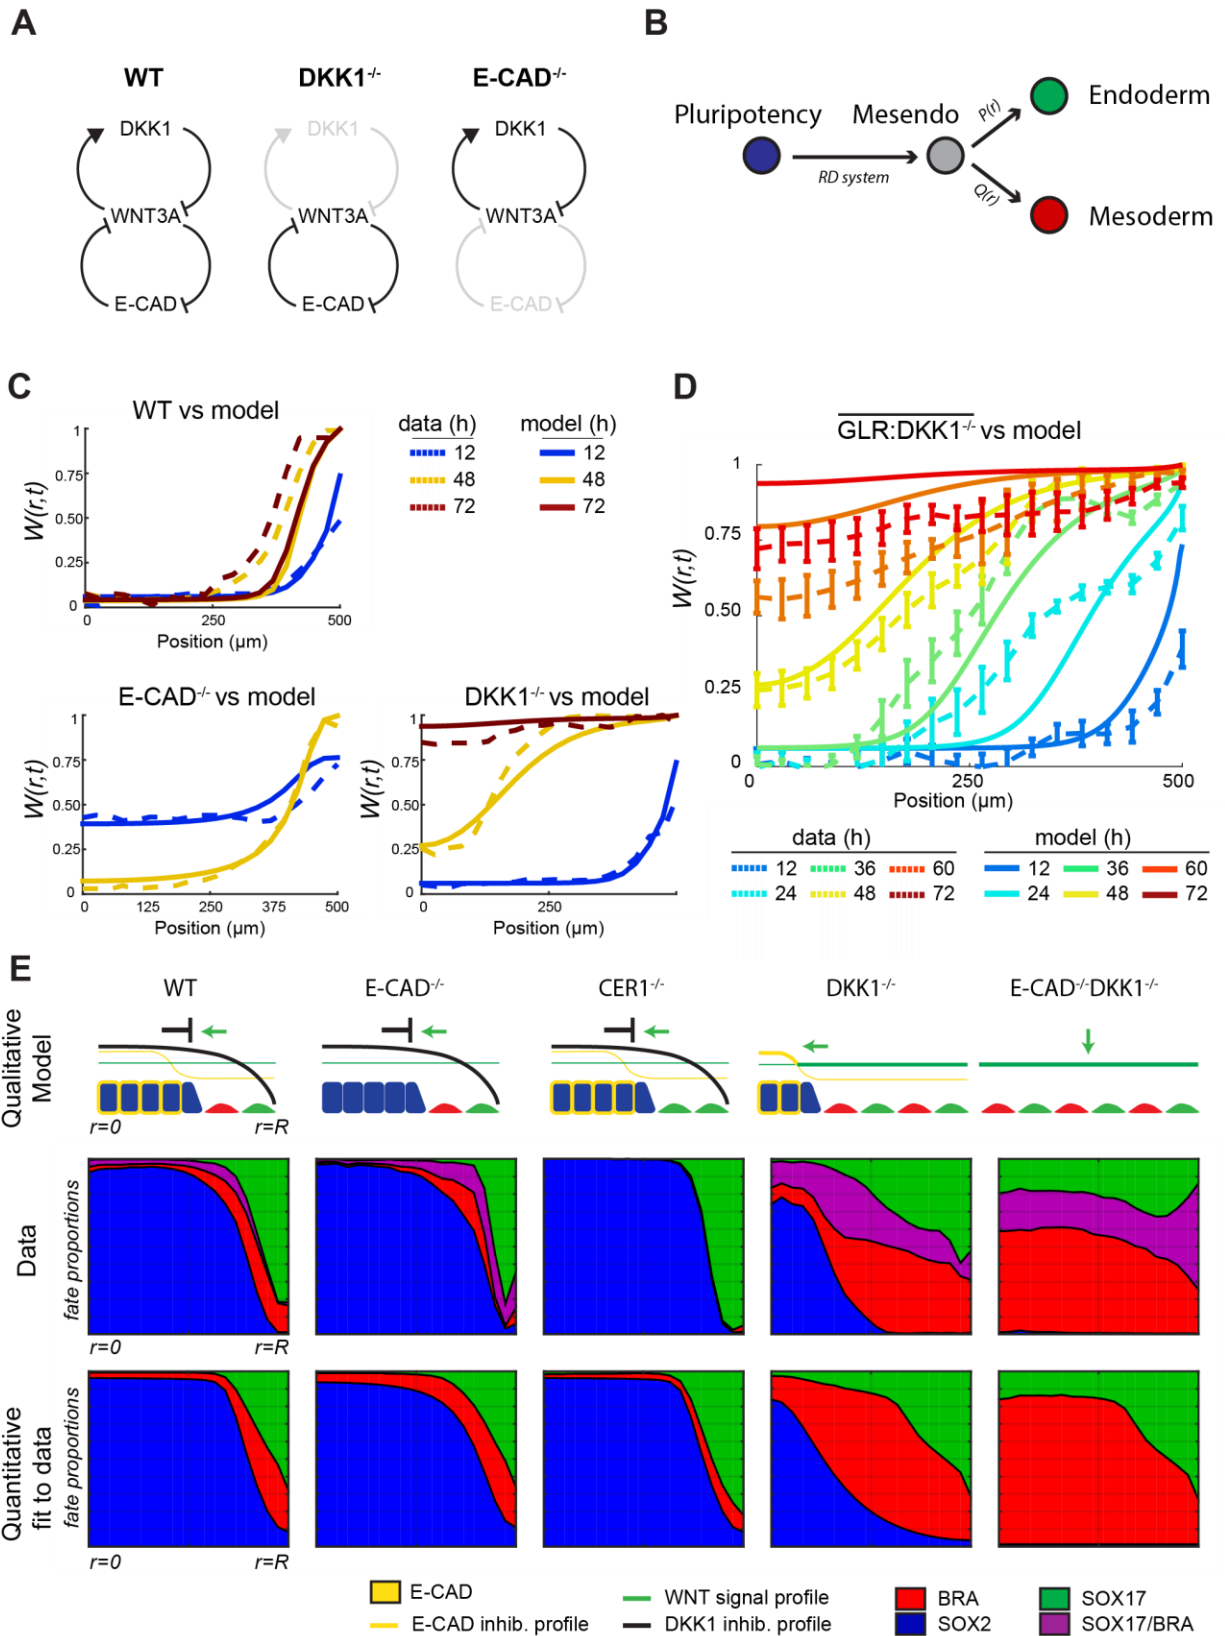 A
WT
DKK1-/-
E-CAD-/-
DKK1
DKK1
DKK1
WNT3A
WNT3A
WNT3A
E-CAD
E-CAD
E-CAD
B
Pluripotency
Mesendo
Endoderm
Mesoderm
RD system
P(r)
Q(r)
C
WT vs model
W(r,t)
1
0.75
0.50
0.25
0
0
250
500
Position (µm)
data (h)
model (h)
12
12
48
48
72
72
E-CAD-/- vs model
W(r,t)
1
0.75
0.50
0.25
0
0
125
250
375
500
Position (µm)
DKK1-/- vs model
W(r,t)
1
0.75
0.50
0.25
0
0
250
Position (µm)
D
GLR:DKK1-/- vs model
W(r,t)
1
0.75
0.50
0.25
0
0
250
500
Position (µm)
data (h)
model (h)
12 36 60
12 36 60
24 48 72
24 48 72
E
WT
E-CAD-/-
CER1-/-
DKK1-/-
E-CAD-/-DKK1-/-
Qualitative
Model
r=0
r=R
Data
fate proportions
r=0
r=R
Quantitative
fit to data
fate proportions
r=0
r=R
E-CAD
E-CAD inhib. profile
WNT signal profile
DKK1 inhib. profile
BRA
SOX2
SOX17
SOX17/BRA